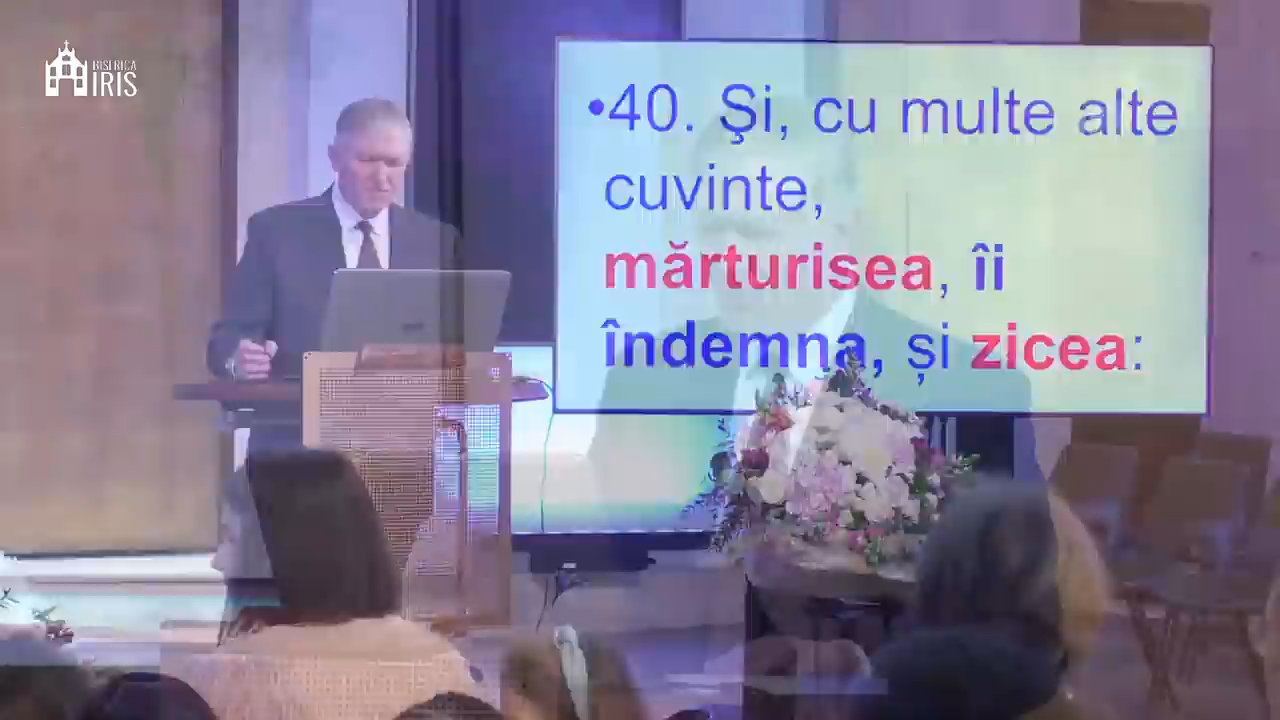 BISERICA
IRIS
•40. Şi, cu multe alte
cuvinte,
mărturisea, îi
îndemna, și zicea: